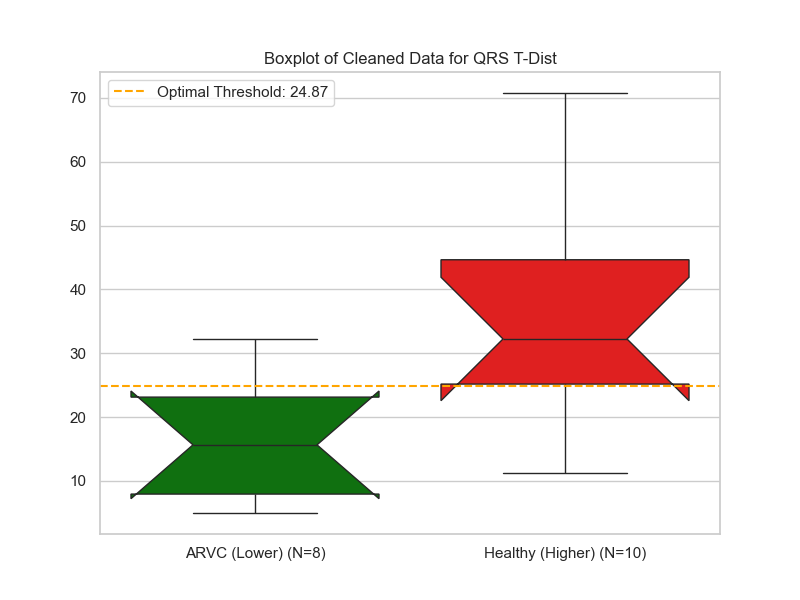 Boxplot of Cleaned Data for QRS T-Dist
Optimal Threshold: 24.87
70
60
50
40
30
20
10
ARVC (Lower) (N=8)
Healthy (Higher) (N=10)